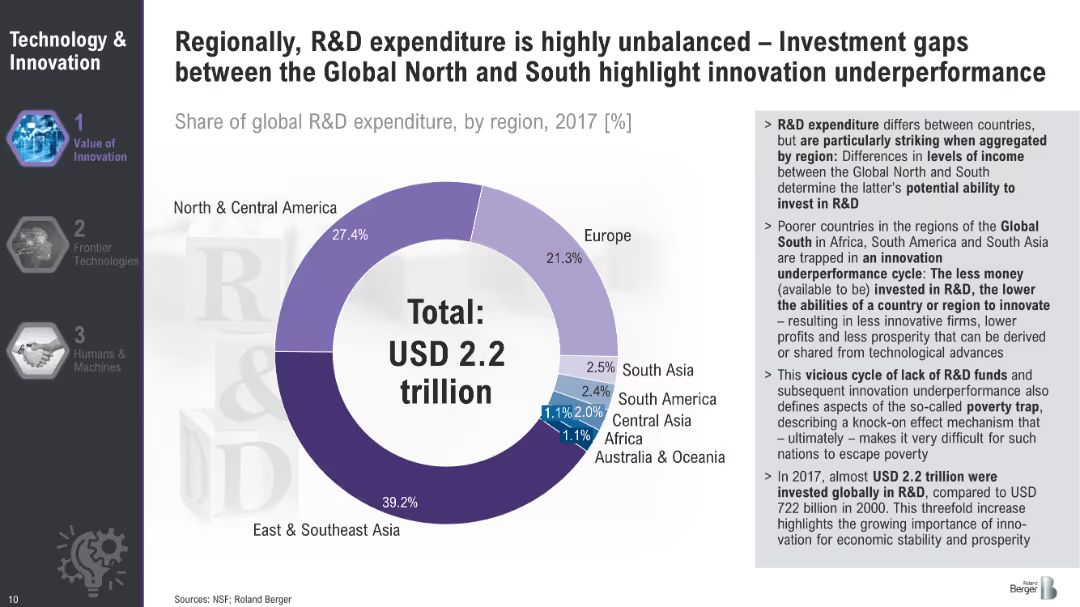 Technology &
Innovation
1
Value of
Innovation
2
Frontier
Technologies
3
Humans &
Machines
10
Regionally, R&D expenditure is highly unbalanced – Investment gaps
between the Global North and South highlight innovation underperformance
Share of global R&D expenditure, by region, 2017 [%]
R
&
D
North & Central America
27.4%
Europe
21.3%
Total:
USD 2.2
trillion
2.5%
South Asia
2.4%
South America
2.0%
Central Asia
1.1%
Africa
1.1%
Australia & Oceania
39.2%
East & Southeast Asia
> R&D expenditure differs between countries,
but are particularly striking when aggregated
by region: Differences in levels of income
between the Global North and South
determine the latter's potential ability to
invest in R&D
> Poorer countries in the regions of the Global
South in Africa, South America and South Asia
are trapped in an innovation
underperformance cycle: The less money
(available to be) invested in R&D, the lower
the abilities of a country or region to innovate
– resulting in less innovative firms, lower
profits and less prosperity that can be derived
or shared from technological advances
> This vicious cycle of lack of R&D funds and
subsequent innovation underperformance also
defines aspects of the so-called poverty trap,
describing a knock-on effect mechanism that
– ultimately – makes it very difficult for such
nations to escape poverty
> In 2017, almost USD 2.2 trillion were
invested globally in R&D, compared to USD
722 billion in 2000. This threefold increase
highlights the growing importance of inno-
vation for economic stability and prosperity
Sources: NSF; Roland Berger
Roland
Berger
B